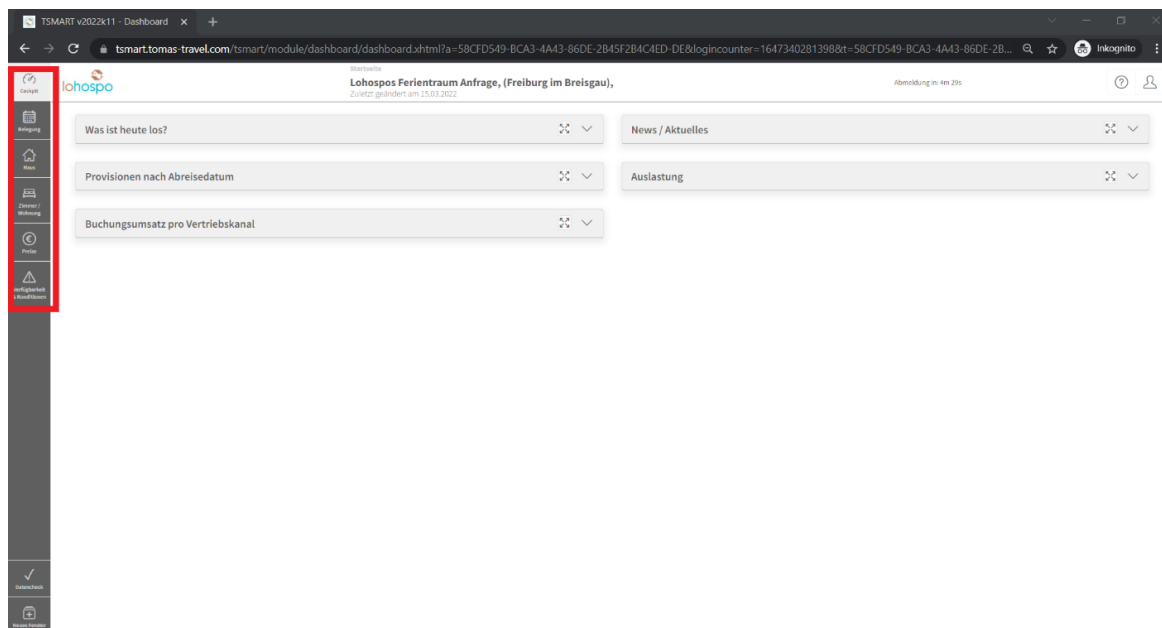 TSMART v2022k11 - Dashboard
tsmart.tomas-travel.com/tsmart/module/dashboard/dashboard.xhtml?a=58CFD549-BCA3-4A43-86DE-2B45F2B4C4ED-DE&logincounter=1647340281398&t=58CFD549-BCA3-4A43-86DE-2B...
Inkognito
Cockpit
lohospo
Startseite
Lohospos Ferientraum Anfrage, (Freiburg im Breisgau),
Zuletzt geändert am 15.03.2022
Abmeldung in: 4m 29s
Belegung
Haus
Zimmer /
Wohnung
Preise
erfügbarkeit
& Konditionen
Was ist heute los?
News / Aktuelles
Provisionen nach Abreisedatum
Auslastung
Buchungsumsatz pro Vertriebskanal
Datencheck
Neues Fenster